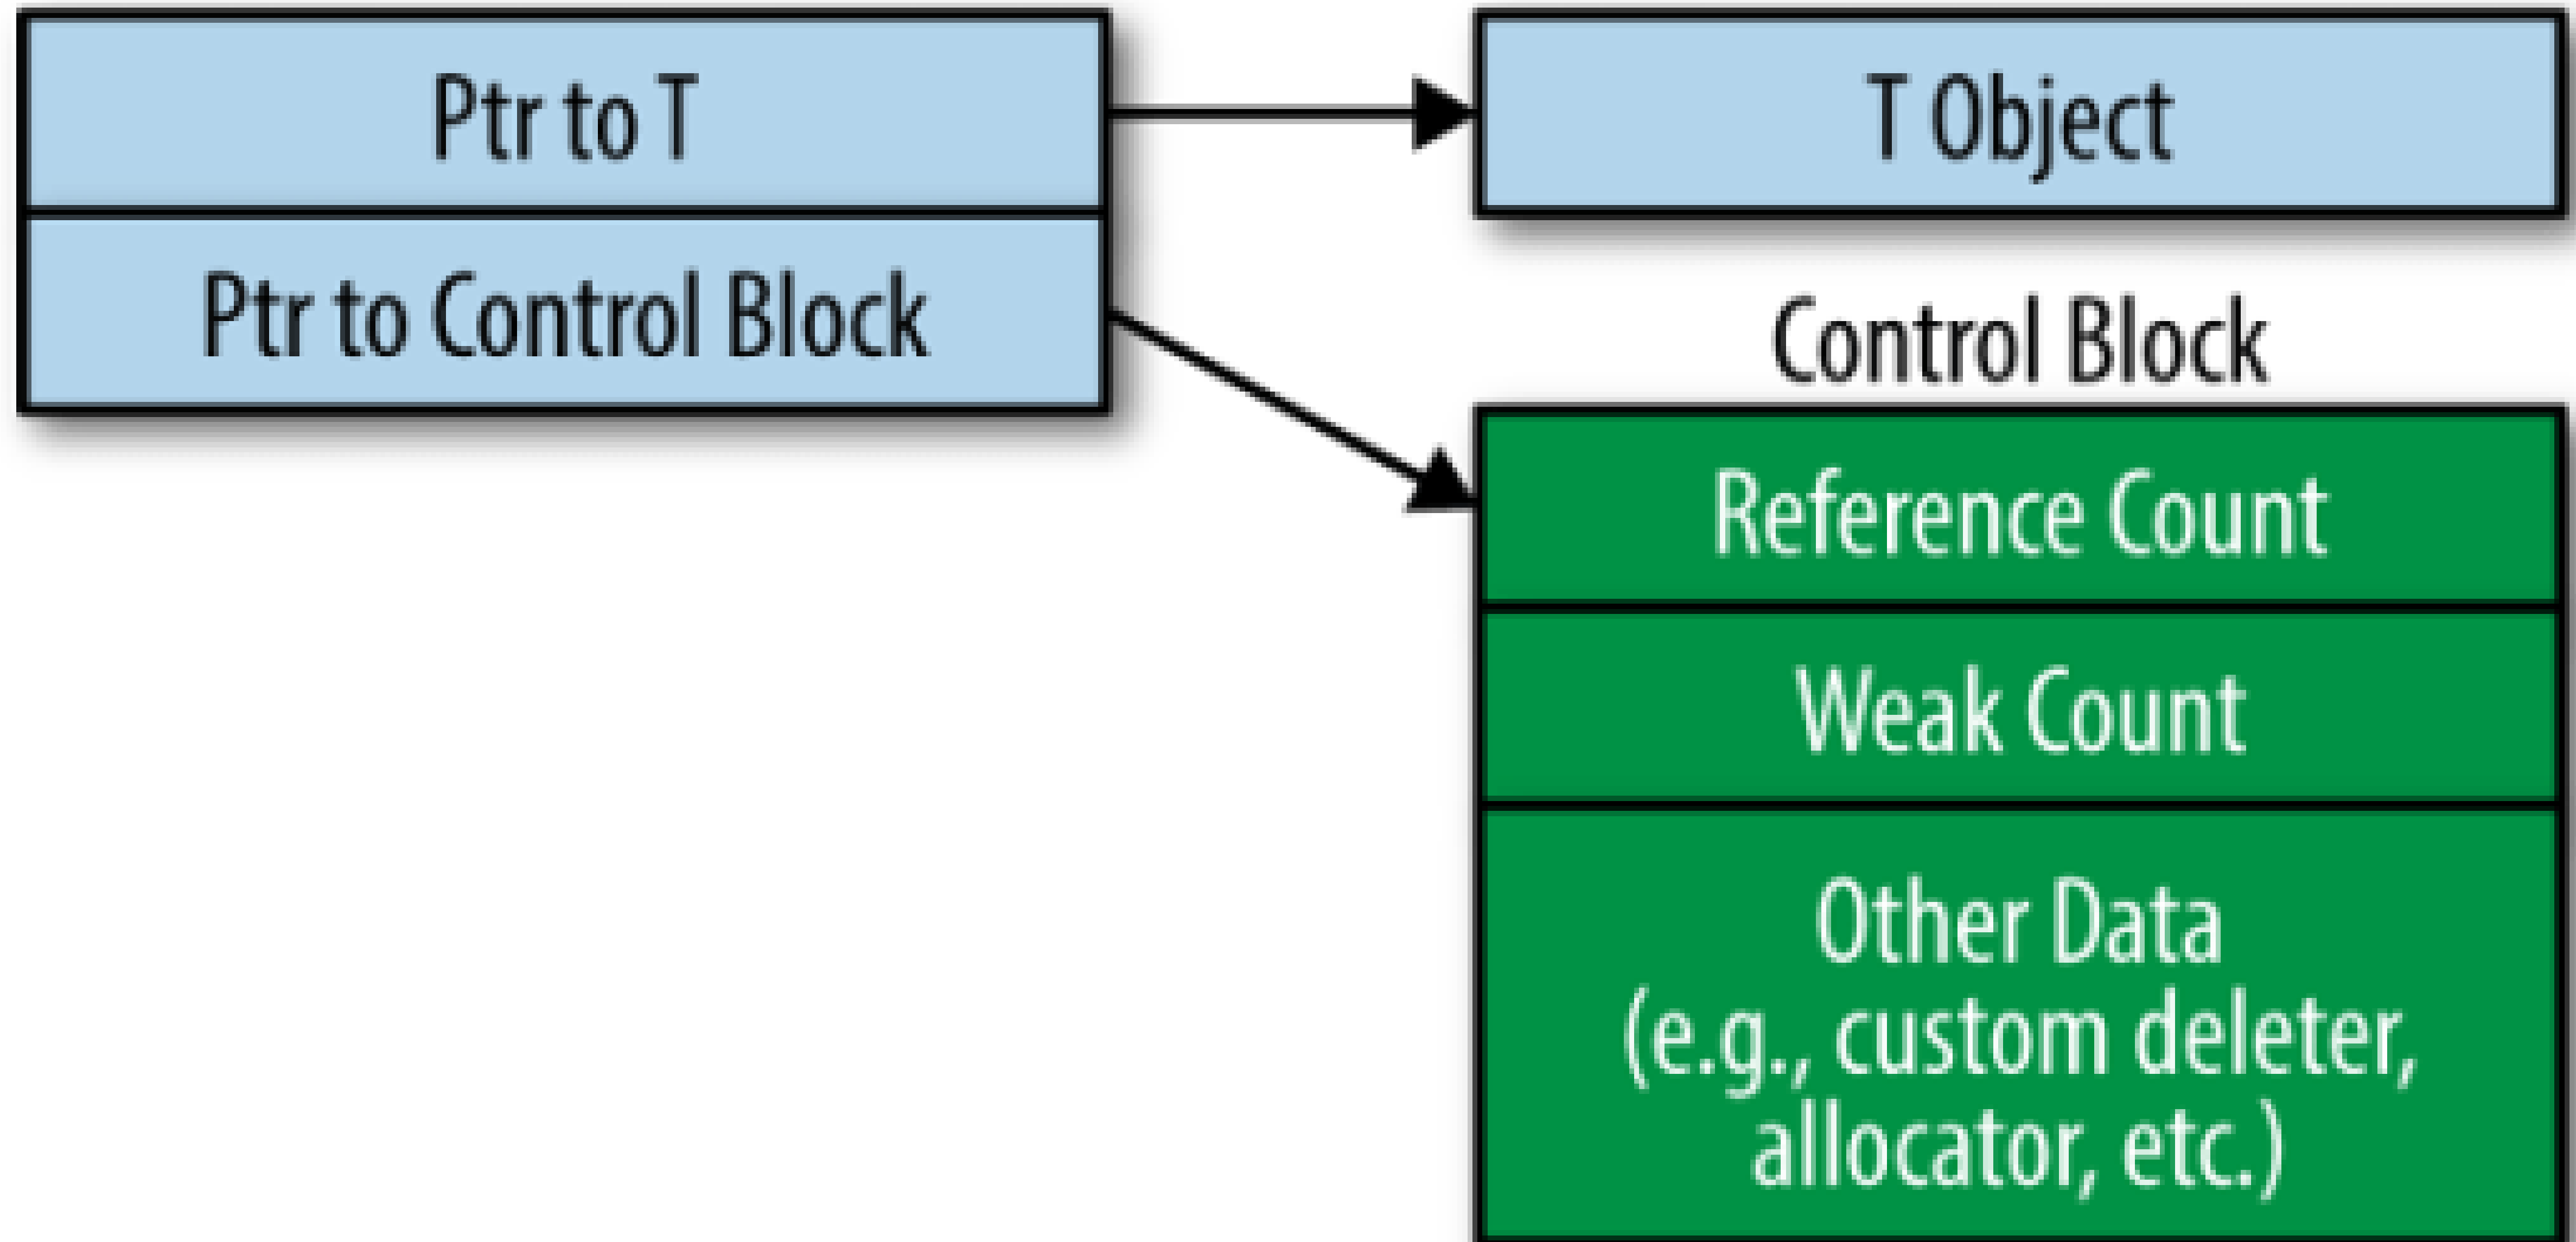 Ptr to T
Ptr to Control Block
T Object
Control Block
Reference Count
Weak Count
Other Data
(e.g., custom deleter,
allocator, etc.)